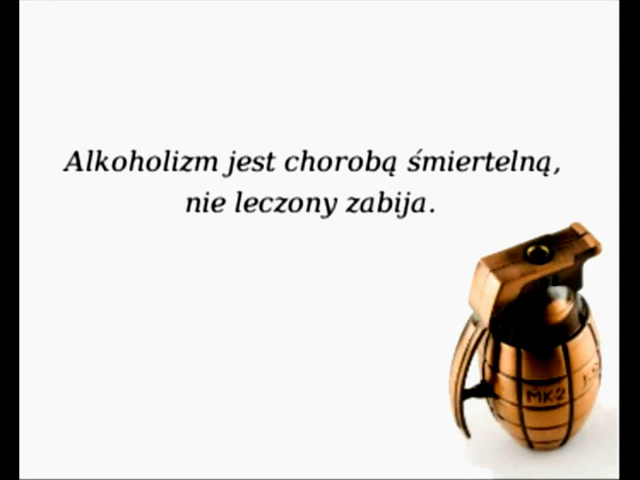 Alkoholizm jest chorobą śmiertelną,
nie leczony zabija.
MK2